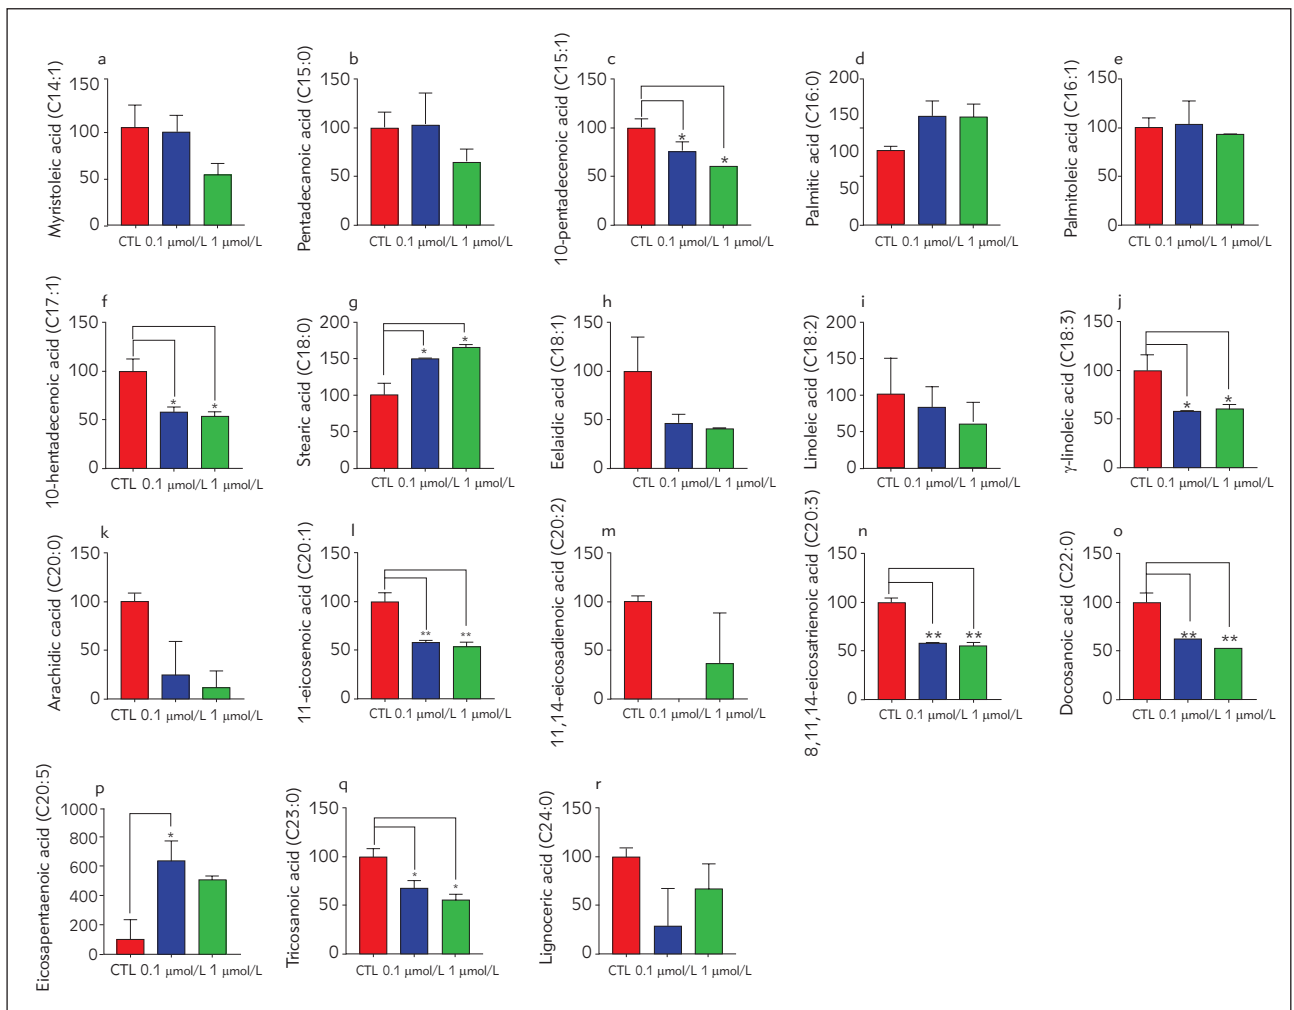 a
Myristoleic acid (C14:1)
150
100
50
0
CTL 0.1 µmol/L 1 µmol/L
b
Pentadecanoic acid (C15:0)
150
100
50
0
CTL 0.1 µmol/L 1 µmol/L
c
10-pentadecenoic acid (C15:1)
150
100
50
0
* *
CTL 0.1 µmol/L 1 µmol/L
d
Palmitic acid (C16:0)
200
150
100
50
0
CTL 0.1 µmol/L 1 µmol/L
e
Palmitoleic acid (C16:1)
150
100
50
0
CTL 0.1 µmol/L 1 µmol/L
f
10-hentadecenoic acid (C17:1)
150
100
50
0
* *
CTL 0.1 µmol/L 1 µmol/L
g
Stearic acid (C18:0)
200
150
100
50
0
* *
CTL 0.1 µmol/L 1 µmol/L
h
Eelaidic acid (C18:1)
150
100
50
0
CTL 0.1 µmol/L 1 µmol/L
i
Linoleic acid (C18:2)
200
150
100
50
0
CTL 0.1 µmol/L 1 µmol/L
j
γ-linoleic acid (C18:3)
150
100
50
0
* *
CTL 0.1 µmol/L 1 µmol/L
k
Arachidic cacid (C20:0)
150
100
50
0
CTL 0.1 µmol/L 1 µmol/L
l
11-eicosenoic acid (C20:1)
150
100
50
0
** **
CTL 0.1 µmol/L 1 µmol/L
m
11,14-eicosadienoic acid (C20:2)
150
100
50
0
CTL 0.1 µmol/L 1 µmol/L
n
8,11,14-eicosatrienoic acid (C20:3)
150
100
50
0
** **
CTL 0.1 µmol/L 1 µmol/L
o
Docosanoic acid (C22:0)
150
100
50
0
** **
CTL 0.1 µmol/L 1 µmol/L
p
Eicosapentaenoic acid (C20:5)
1000
800
600
400
200
0
*
CTL 0.1 µmol/L 1 µmol/L
q
Tricosanoic acid (C23:0)
150
100
50
0
* *
CTL 0.1 µmol/L 1 µmol/L
r
Lignoceric acid (C24:0)
150
100
50
0
CTL 0.1 µmol/L 1 µmol/L